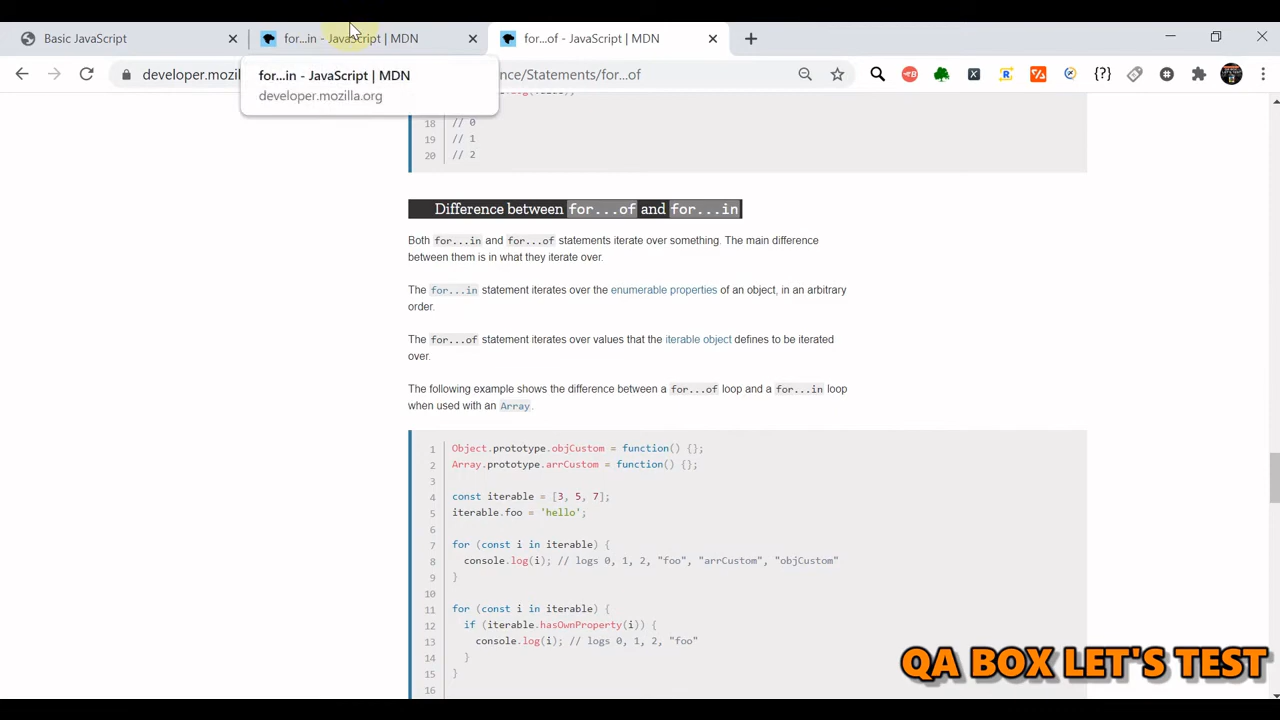 Basic JavaScript
for...in - JavaScript | MDN
for...of - JavaScript | MDN
developer.mozil
nce/Statements/for...of
for...in - JavaScript | MDN
developer.mozilla.org
18 // 0
19 // 1
20 // 2
Difference between for...of and for...in
Both for...in and for...of statements iterate over something. The main difference
between them is in what they iterate over.
The for...in statement iterates over the enumerable properties of an object, in an arbitrary
order.
The for...of statement iterates over values that the iterable object defines to be iterated
over.
The following example shows the difference between a for...of loop and a for...in loop
when used with an Array.
1 Object.prototype.objCustom = function() {};
2 Array.prototype.arrCustom = function() {};
3
4 const iterable = [3, 5, 7];
5 iterable.foo = 'hello';
6
7 for (const i in iterable) {
8 console.log(i); // logs 0, 1, 2, "foo", "arrCustom", "objCustom"
9 }
10
11 for (const i in iterable) {
12 if (iterable.hasOwnProperty(i)) {
13 console.log(i); // logs 0, 1, 2, "foo"
14 }
15 }
16
QA BOX LET'S TEST